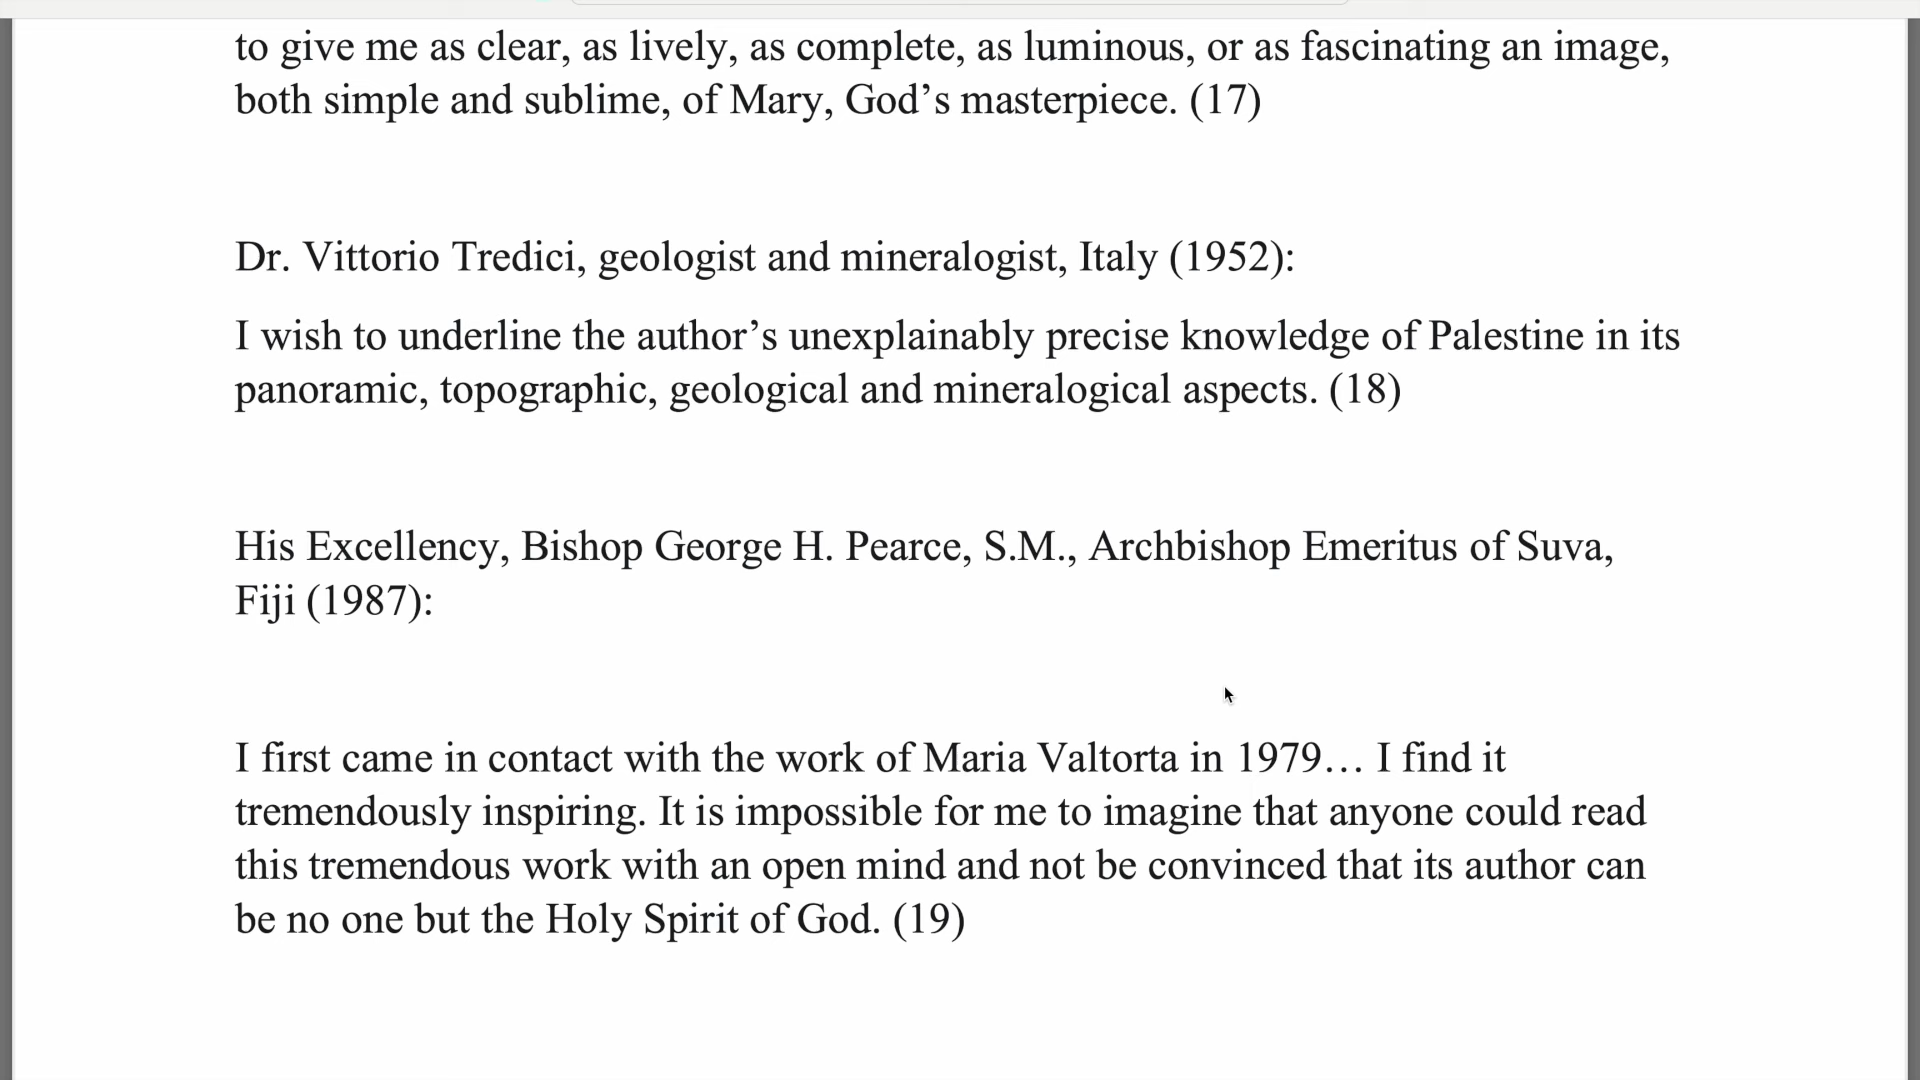 to give me as clear, as lively, as complete, as luminous, or as fascinating an image,
both simple and sublime, of Mary, God’s masterpiece. (17)
Dr. Vittorio Tredici, geologist and mineralogist, Italy (1952):
I wish to underline the author’s unexplainably precise knowledge of Palestine in its
panoramic, topographic, geological and mineralogical aspects. (18)
His Excellency, Bishop George H. Pearce, S.M., Archbishop Emeritus of Suva,
Fiji (1987):
I first came in contact with the work of Maria Valtorta in 1979… I find it
tremendously inspiring. It is impossible for me to imagine that anyone could read
this tremendous work with an open mind and not be convinced that its author can
be no one but the Holy Spirit of God. (19)